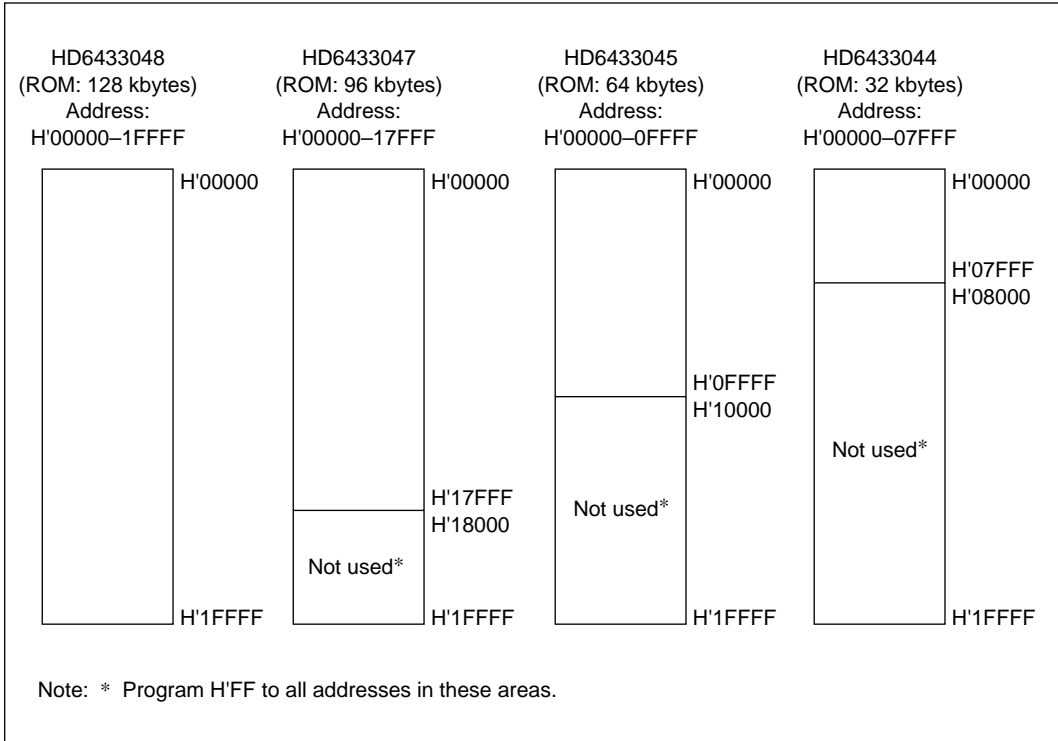 HD6433048
(ROM: 128 kbytes)
Address:
H'00000–1FFFF
H'00000
H'1FFFF
HD6433047
(ROM: 96 kbytes)
Address:
H'00000–17FFF
H'00000
H'17FFF
H'18000
Not used*
H'1FFFF
HD6433045
(ROM: 64 kbytes)
Address:
H'00000–0FFFF
H'00000
H'0FFFF
H'10000
Not used*
H'1FFFF
HD6433044
(ROM: 32 kbytes)
Address:
H'00000–07FFF
H'00000
H'07FFF
H'08000
Not used*
H'1FFFF
Note: * Program H'FF to all addresses in these areas.